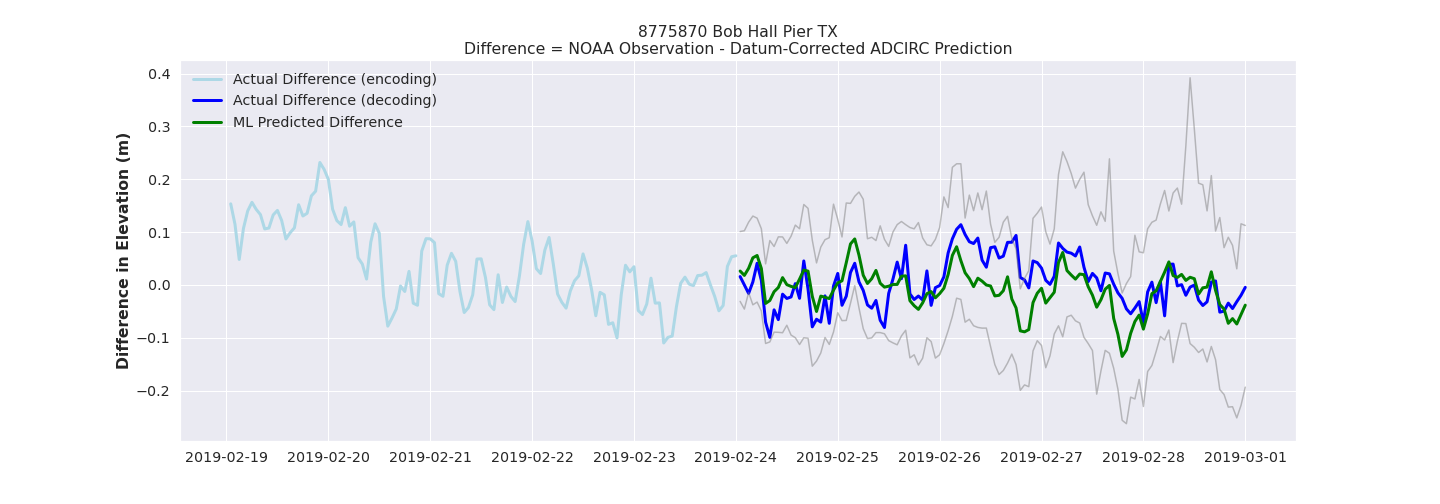 8775870 Bob Hall Pier TX
Difference = NOAA Observation - Datum-Corrected ADCIRC Prediction
Difference in Elevation (m)
0.4
0.3
0.2
0.1
0.0
−0.1
−0.2
Actual Difference (encoding)
Actual Difference (decoding)
ML Predicted Difference
2019-02-19 2019-02-20 2019-02-21 2019-02-22 2019-02-23 2019-02-24 2019-02-25 2019-02-26 2019-02-27 2019-02-28 2019-03-01